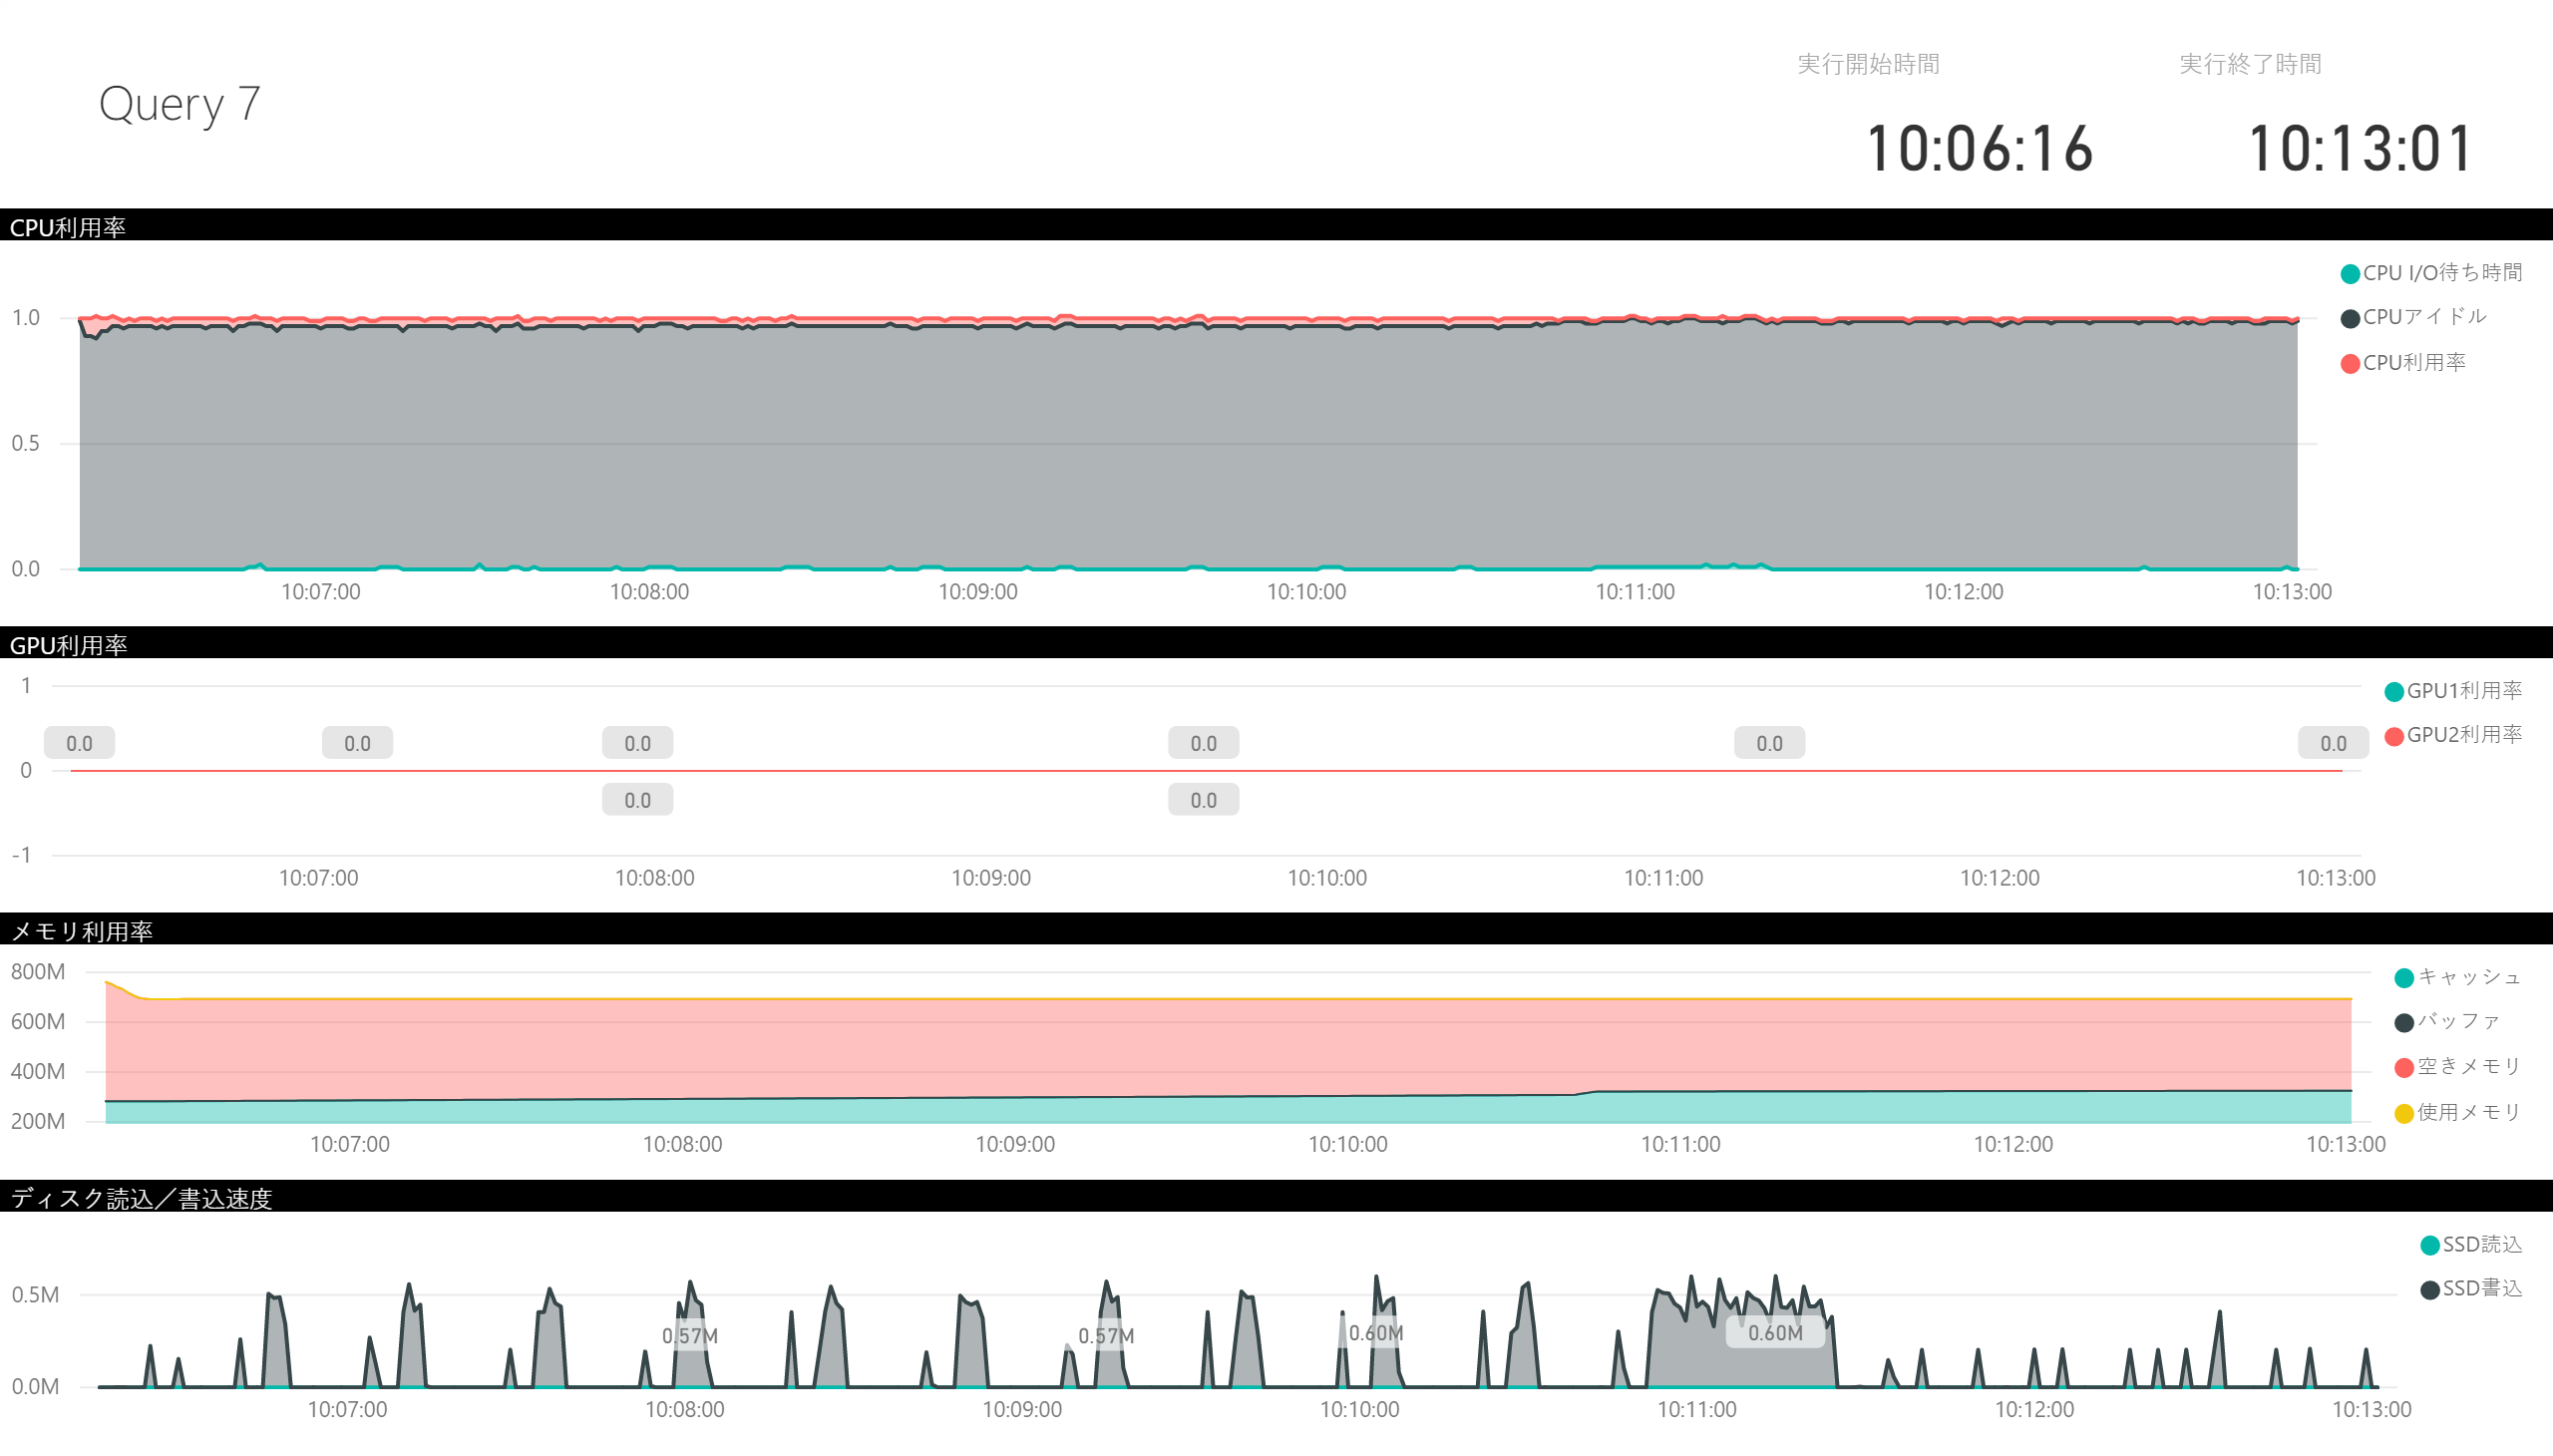 Query 7
実行開始時間
実行終了時間
10:06:16
10:13:01
CPU利用率
CPU I/O待ち時間
CPUアイドル
CPU利用率
1.0
0.5
0.0
10:07:00 10:08:00 10:09:00 10:10:00 10:11:00 10:12:00 10:13:00
GPU利用率
GPU1利用率
GPU2利用率
1
0.0 0.0 0.0 0.0 0.0 0.0
0
0.0 0.0
-1
10:07:00 10:08:00 10:09:00 10:10:00 10:11:00 10:12:00 10:13:00
メモリ利用率
キャッシュ
バッファ
空きメモリ
使用メモリ
800M
600M
400M
200M
10:07:00 10:08:00 10:09:00 10:10:00 10:11:00 10:12:00 10:13:00
ディスク読込／書込速度
SSD読込
SSD書込
0.5M
0.57M 0.57M 0.60M 0.60M
0.0M
10:07:00 10:08:00 10:09:00 10:10:00 10:11:00 10:12:00 10:13:00